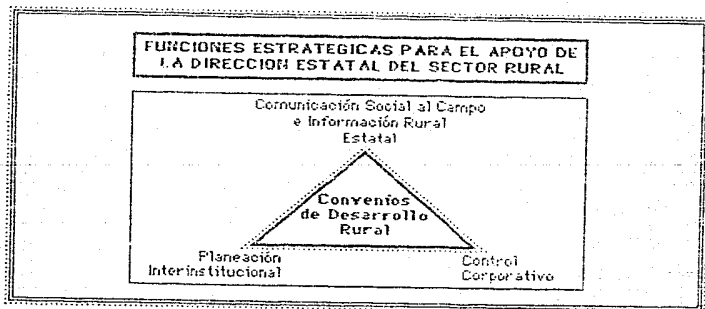 FUNCIONES ESTRATEGICAS PARA EL APOYO DE
LA DIRECCION ESTATAL DEL SECTOR RURAL
Comunicación Social al Campo
e Información Rural
Estatal
Convenios
de Desarrollo
Rural
Planeación
Interinstitucional
Control
Corporativo